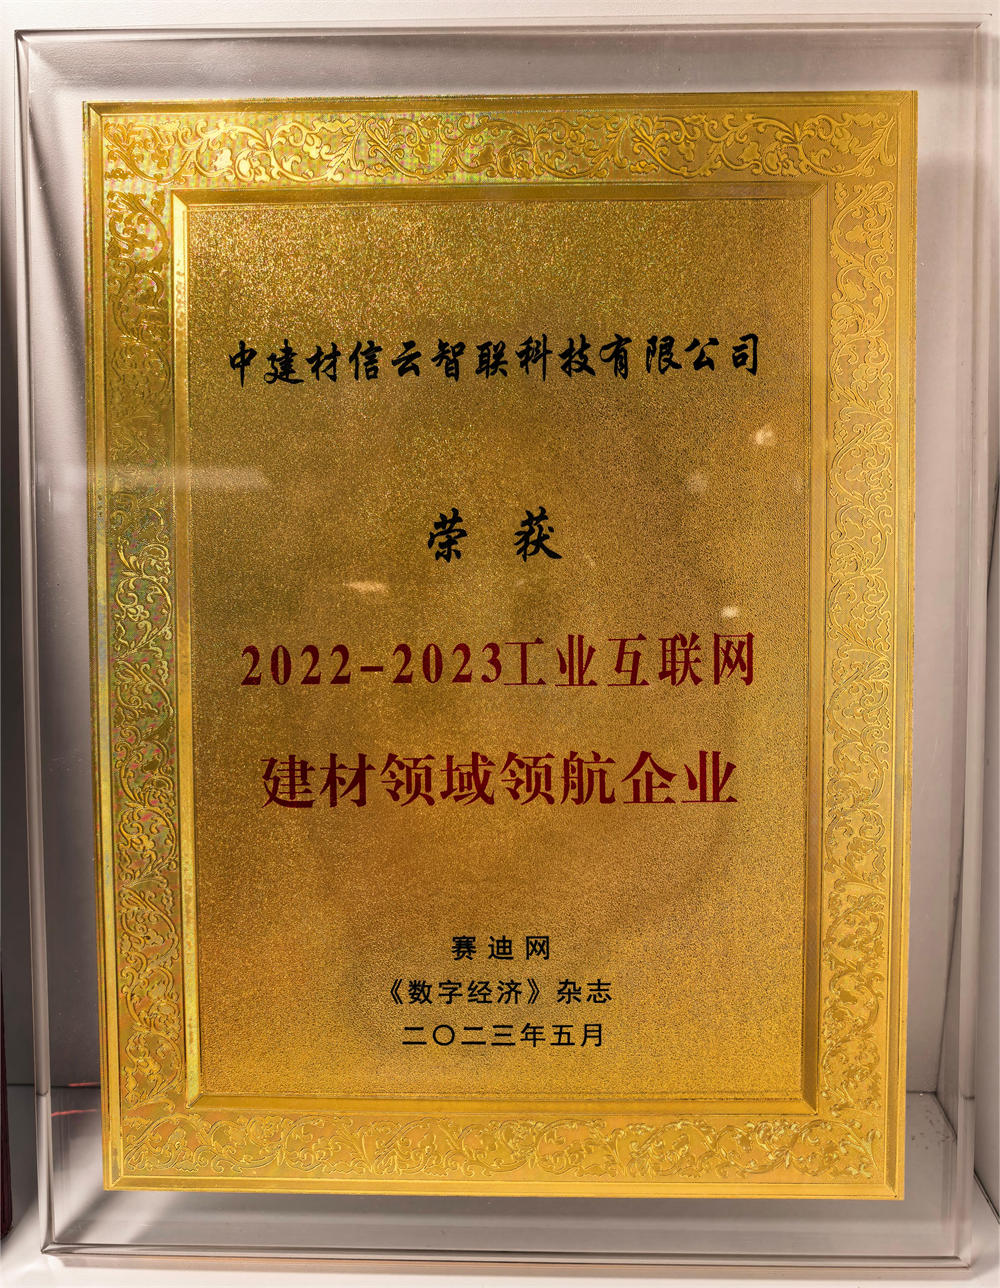 中建材信云智联科技有限公司
荣 获
2022-2023工业互联网
建材领域领航企业
赛迪网
《数字经济》杂志
二〇二三年五月